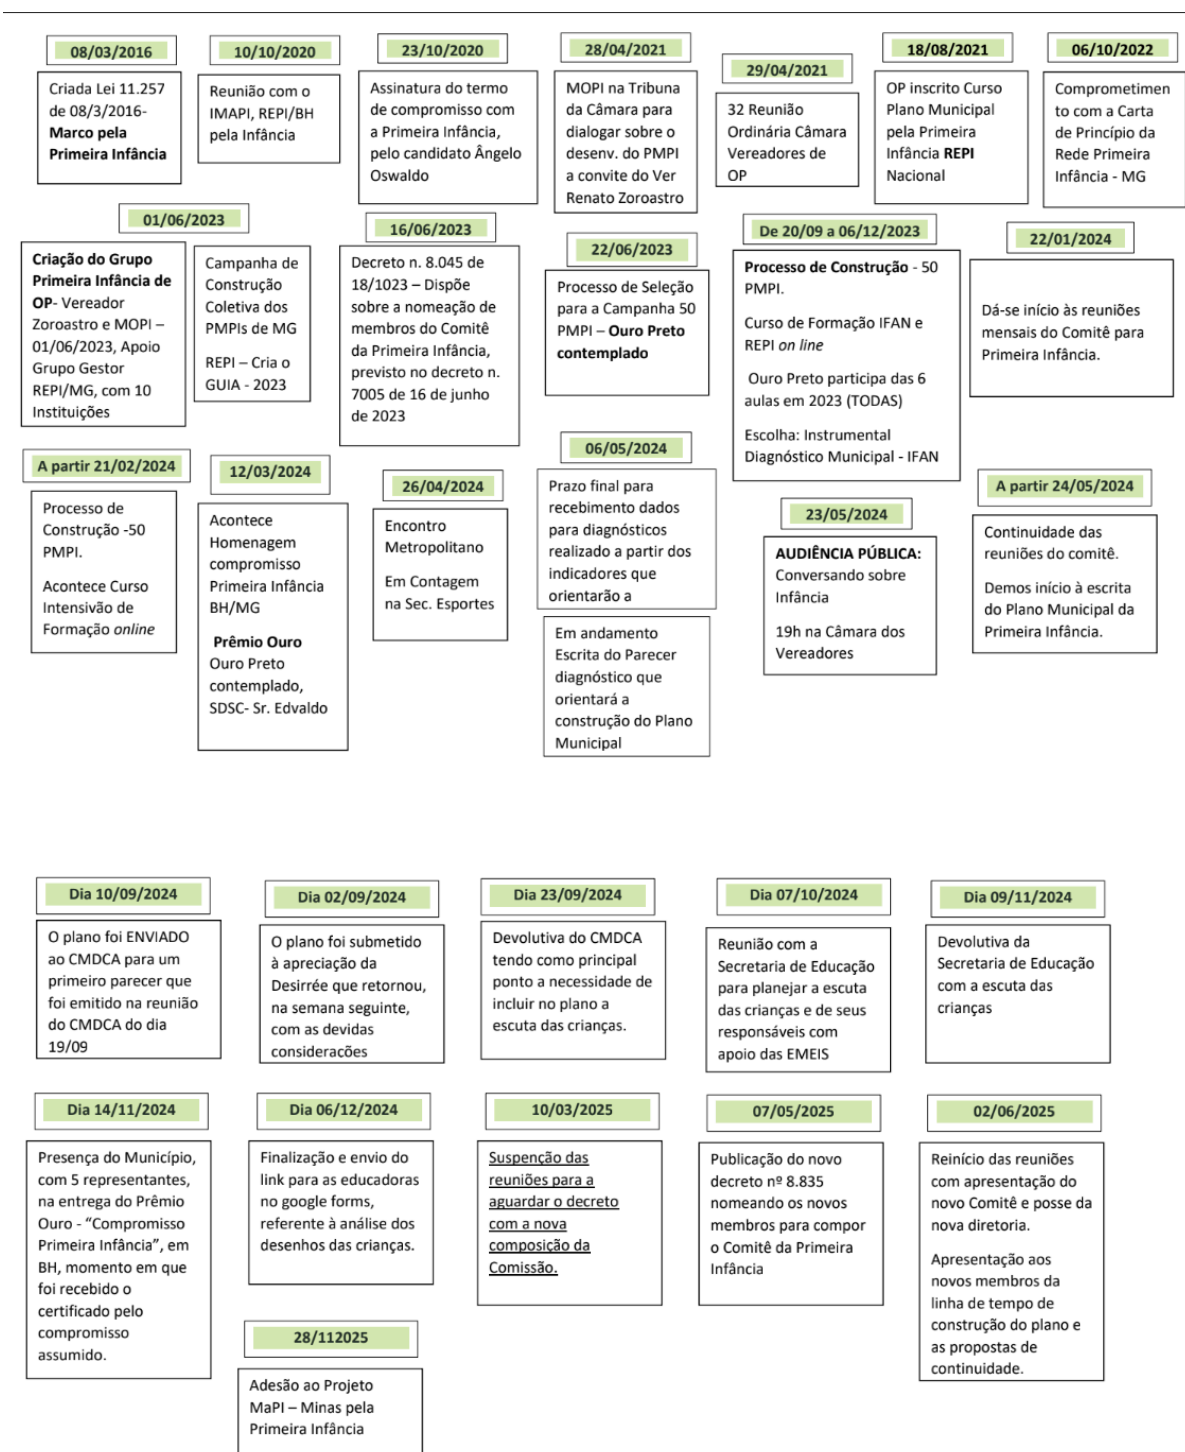 08/03/2016
Criada Lei 11.257
de 08/3/2016-
Marco pela
Primeira Infância
10/10/2020
Reunião com o
IMAPI, REPI/BH
pela Infância
23/10/2020
Assinatura do termo
de compromisso com
a Primeira Infância,
pelo candidato Ângelo
Oswaldo
28/04/2021
MOPI na Tribuna
da Câmara para
dialogar sobre o
desenv. do PMPI
a convite do Ver
Renato Zoroastro
29/04/2021
32 Reunião
Ordinária Câmara
Vereadores de
OP
18/08/2021
OP inscrito Curso
Plano Municipal
pela Primeira
Infância REPI
Nacional
06/10/2022
Comprometimen
to com a Carta
de Princípio da
Rede Primeira
Infância - MG
01/06/2023
Criação do Grupo
Primeira Infância de
OP- Vereador
Zoroastro e MOPI –
01/06/2023, Apoio
Grupo Gestor
REPI/MG, com 10
Instituições
Campanha de
Construção
Coletiva dos
PMPIs de MG
REPI – Cria o
GUIA - 2023
16/06/2023
Decreto n. 8.045 de
18/1023 – Dispõe
sobre a nomeação de
membros do Comitê
da Primeira Infância,
previsto no decreto n.
7005 de 16 de junho
de 2023
22/06/2023
Processo de Seleção
para a Campanha 50
PMPI – Ouro Preto
contemplado
De 20/09 a 06/12/2023
Processo de Construção - 50
PMPI.
Curso de Formação IFAN e
REPI on line
Ouro Preto participa das 6
aulas em 2023 (TODAS)
Escolha: Instrumental
Diagnóstico Municipal - IFAN
22/01/2024
Dá-se início às reuniões
mensais do Comitê para
Primeira Infância.
A partir 21/02/2024
Processo de
Construção -50
PMPI.
Acontece Curso
Intensivão de
Formação online
12/03/2024
Acontece
Homenagem
compromisso
Primeira Infância
BH/MG
Prêmio Ouro
Ouro Preto
contemplado,
SDSC- Sr. Edvaldo
26/04/2024
Encontro
Metropolitano
Em Contagem
na Sec. Esportes
06/05/2024
Prazo final para
recebimento dados
para diagnósticos
realizado a partir dos
indicadores que
orientarão a
Em andamento
Escrita do Parecer
diagnóstico que
orientará a
construção do Plano
Municipal
23/05/2024
AUDIÊNCIA PÚBLICA:
Conversando sobre
Infância
19h na Câmara dos
Vereadores
A partir 24/05/2024
Continuidade das
reuniões do comitê.
Demos início à escrita
do Plano Municipal da
Primeira Infância.
Dia 10/09/2024
O plano foi ENVIADO
ao CMDCA para um
primeiro parecer que
foi emitido na reunião
do CMDCA do dia
19/09
Dia 02/09/2024
O plano foi submetido
à apreciação da
Desirrée que retornou,
na semana seguinte,
com as devidas
considerações
Dia 23/09/2024
Devolutiva do CMDCA
tendo como principal
ponto a necessidade de
incluir no plano a
escuta das crianças.
Dia 07/10/2024
Reunião com a
Secretaria de Educação
para planejar a escuta
das crianças e de seus
responsáveis com
apoio das EMEIS
Dia 09/11/2024
Devolutiva da
Secretaria de Educação
com a escuta das
crianças
Dia 14/11/2024
Presença do Município,
com 5 representantes,
na entrega do Prêmio
Ouro - “Compromisso
Primeira Infância”, em
BH, momento em que
foi recebido o
certificado pelo
compromisso
assumido.
Dia 06/12/2024
Finalização e envio do
link para as educadoras
no google forms,
referente à análise dos
desenhos das crianças.
10/03/2025
Suspenção das
reuniões para a
aguardar o decreto
com a nova
composição da
Comissão.
07/05/2025
Publicação do novo
decreto nº 8.835
nomeando os novos
membros para compor
o Comitê da Primeira
Infância
02/06/2025
Reinício das reuniões
com apresentação do
novo Comitê e posse da
nova diretoria.
Apresentação aos
novos membros da
linha de tempo de
construção do plano e
as propostas de
continuidade.
28/112025
Adesão ao Projeto
MaPI – Minas pela
Primeira Infância